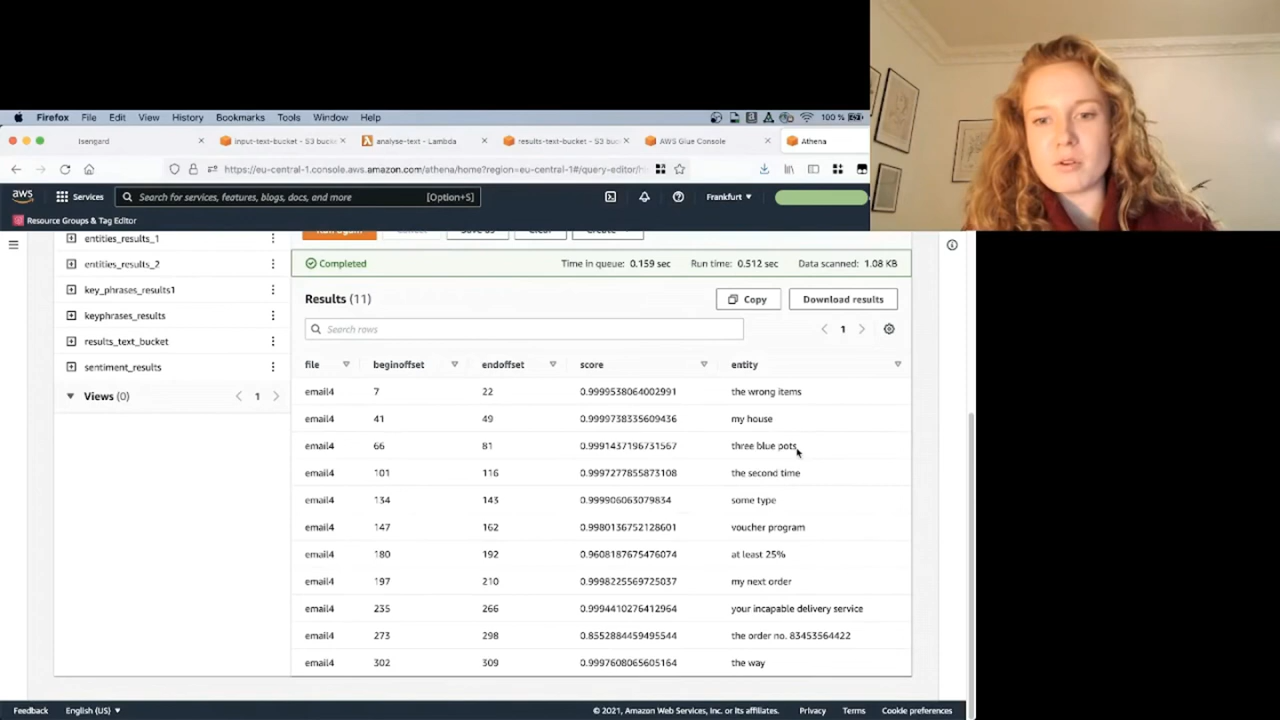 Firefox File Edit View History Bookmarks Tools Window Help 100 %
Isengard input-text-bucket - S3 bucke analyse-text - Lambda results-text-bucket - S3 bus AWS Glue Console Athena
https://eu-central-1.console.aws.amazon.com/athena/home?region=eu-central-1#/query-editor/h
aws Services Search for services, features, blogs, docs, and more [Option+S] Frankfurt
Resource Groups & Tag Editor
entities_results_1
entities_results_2
key_phrases_results1
keyphrases_results
results_text_bucket
sentiment_results
Views (0) 1
Completed Time in queue: 0.159 sec Run time: 0.512 sec Data scanned: 1.08 KB
Results (11) Copy Download results
Search rows 1
file beginoffset endoffset score entity
email4 7 22 0.9999538064002991 the wrong items
email4 41 49 0.9999738335609436 my house
email4 66 81 0.9991437196731567 three blue pots
email4 101 116 0.9997277855873108 the second time
email4 134 143 0.999906063079834 some type
email4 147 162 0.9980136752128601 voucher program
email4 180 192 0.9608187675476074 at least 25%
email4 197 210 0.9998225569725037 my next order
email4 235 266 0.9994410276412964 your incapable delivery service
email4 273 298 0.8552884459495544 the order no. 83453564422
email4 302 309 0.9997608065605164 the way
Feedback English (US) © 2021, Amazon Web Services, Inc. or its affiliates. Privacy Terms Cookie preferences